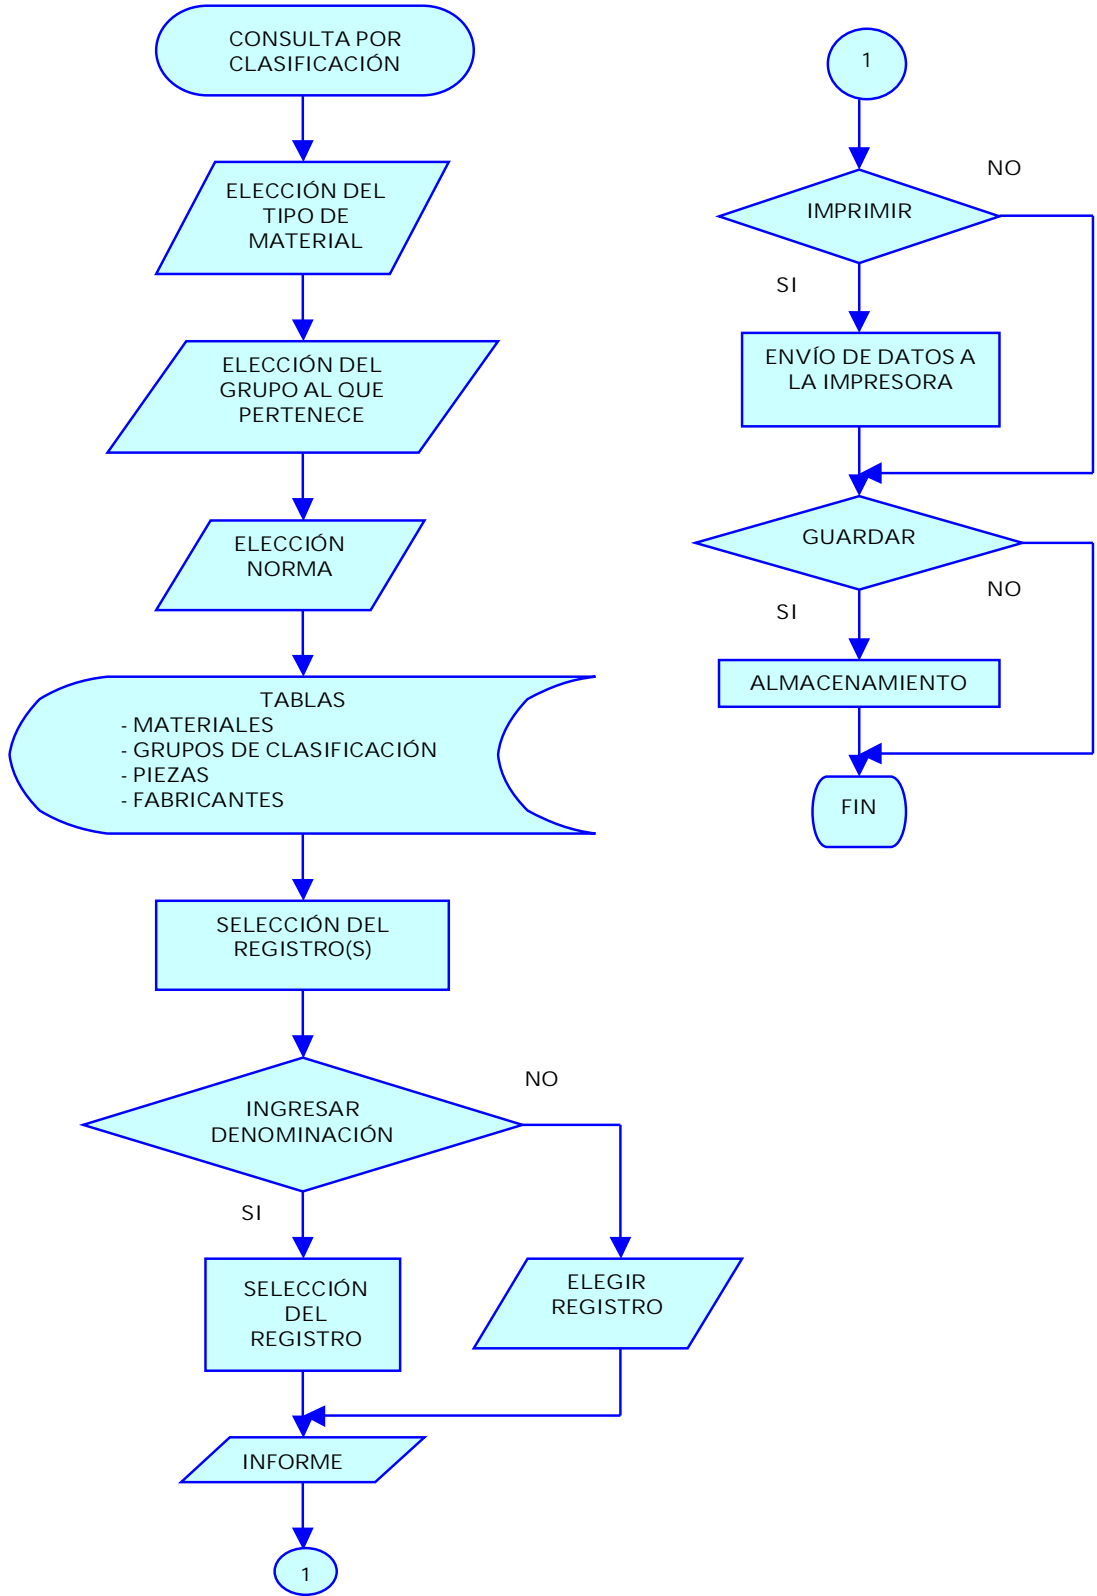 CONSULTA POR
CLASIFICACIÓN
ELECCIÓN DEL
TIPO DE
MATERIAL
ELECCIÓN DEL
GRUPO AL QUE
PERTENECE
ELECCIÓN
NORMA
TABLAS
- MATERIALES
- GRUPOS DE CLASIFICACIÓN
- PIEZAS
- FABRICANTES
SELECCIÓN DEL
REGISTRO(S)
INGRESAR
DENOMINACIÓN
NO
SI
SELECCIÓN
DEL
REGISTRO
ELEGIR
REGISTRO
INFORME
1
1
IMPRIMIR
NO
SI
ENVÍO DE DATOS A
LA IMPRESORA
GUARDAR
NO
SI
ALMACENAMIENTO
FIN